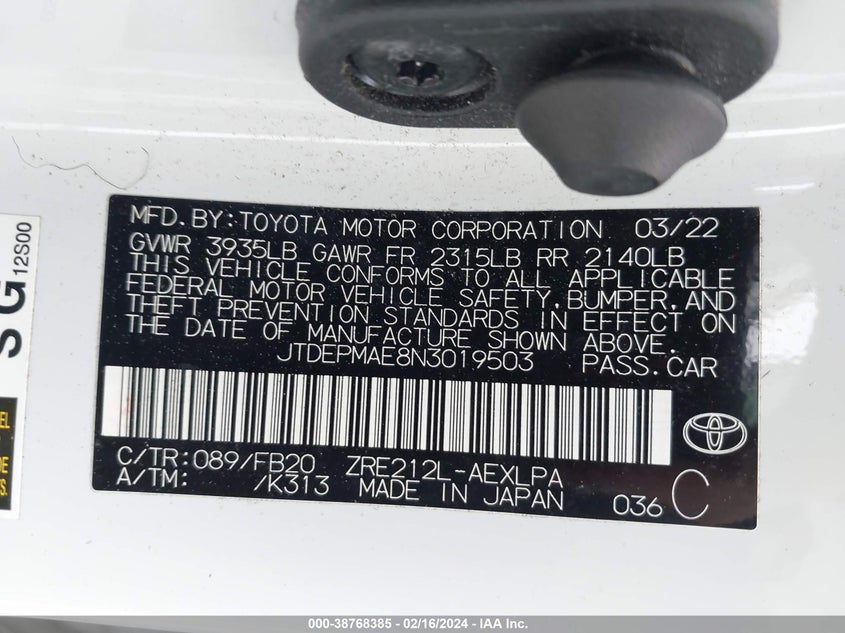 MFD.BY:TOYOTA MOTOR CORPORATION 03/22
GVWR 3935LB GAWR FR 2315LB RR 2140LB
THIS VEHICLE CONFORMS TO ALL APPLICABLE
FEDERAL MOTOR VEHICLE SAFETY,BUMPER,AND
THEFT PREVENTION STANDARDS IN EFFECT ON
THE DATE OF MANUFACTURE SHOWN ABOVE.
JTDEPMAE8N3019503 PASS.CAR
C/TR:089/FB20 ZRE212L-AEXLPA
A/TM: /K313 MADE IN JAPAN 036 C
SG 12S00
000-38768385 - 02/16/2024 - IAA Inc.